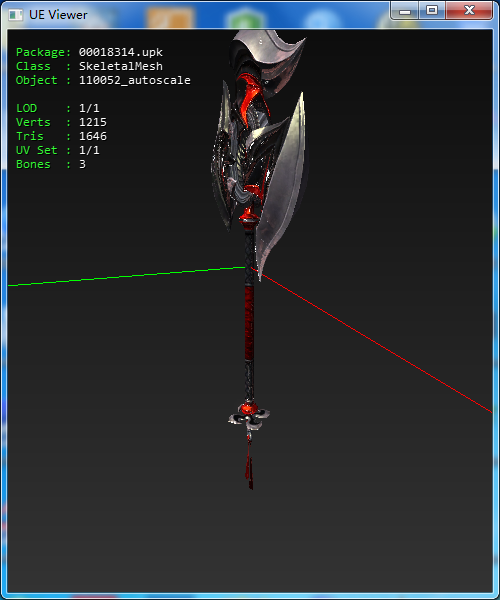 UE Viewer
Package: 00018314.upk
Class  : SkeletalMesh
Object : 110052_autoscale
LOD    : 1/1
Verts  : 1215
Tris   : 1646
UV Set : 1/1
Bones  : 3